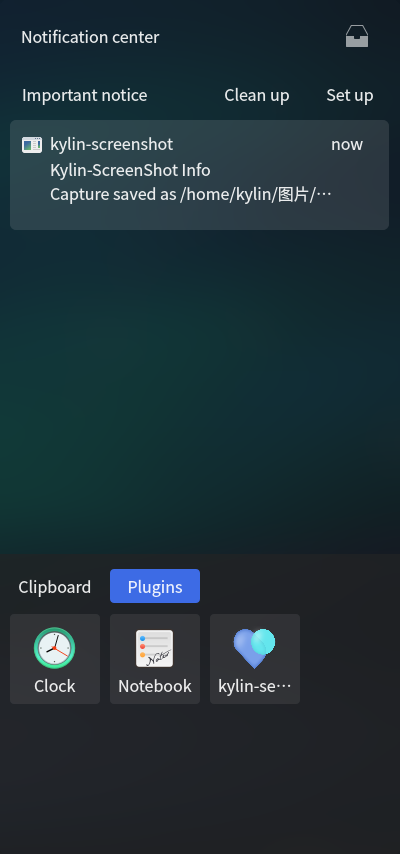 Notification center
Important notice Clean up Set up
kylin-screenshot now
Kylin-ScreenShot Info
Capture saved as /home/kylin/图片/…
Clipboard Plugins
Clock Notebook kylin-se…